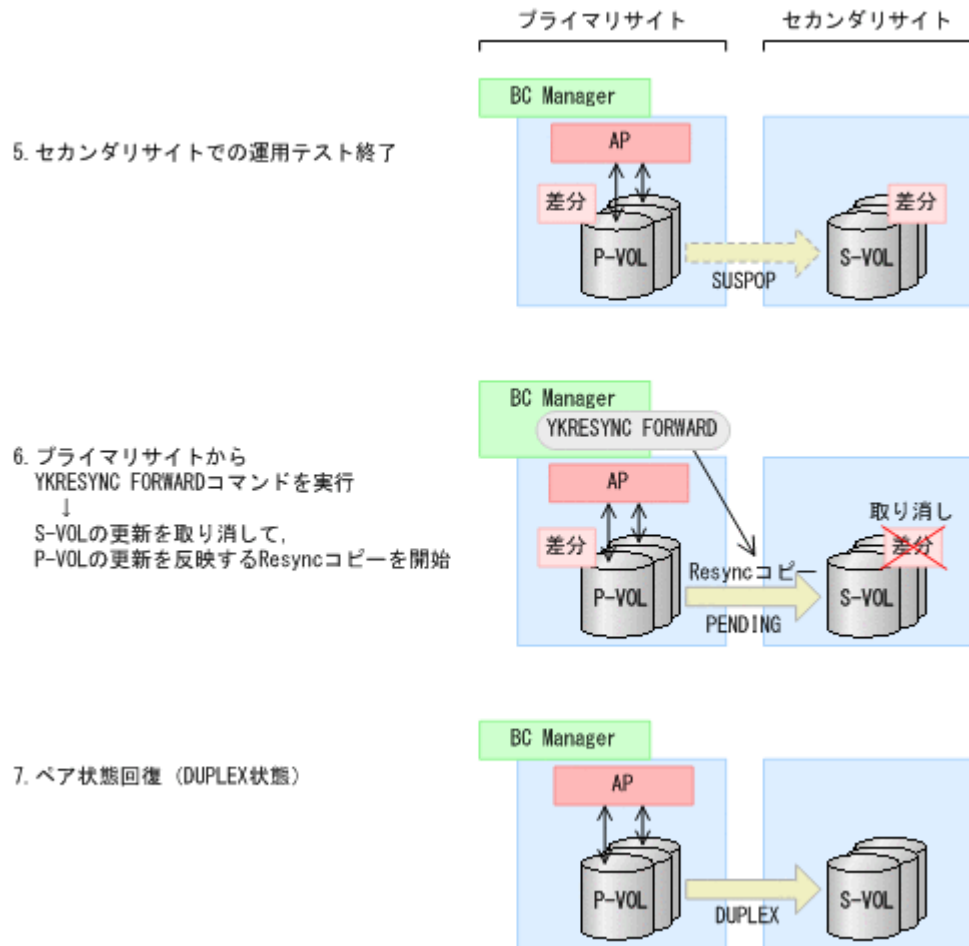 プライマリサイト
セカンダリサイト
5. セカンダリサイトでの運用テスト終了
BC Manager
AP
差分
P-VOL
SUSPOP
差分
S-VOL
6. プライマリサイトから
YKRESYNC FORWARDコマンドを実行
↓
S-VOLの更新を取り消して,
P-VOLの更新を反映するResyncコピーを開始
BC Manager
YKRESYNC FORWARD
AP
差分
P-VOL
Resyncコピー
PENDING
取り消し
差分
S-VOL
7. ペア状態回復 (DUPLEX状態)
BC Manager
AP
P-VOL
DUPLEX
S-VOL